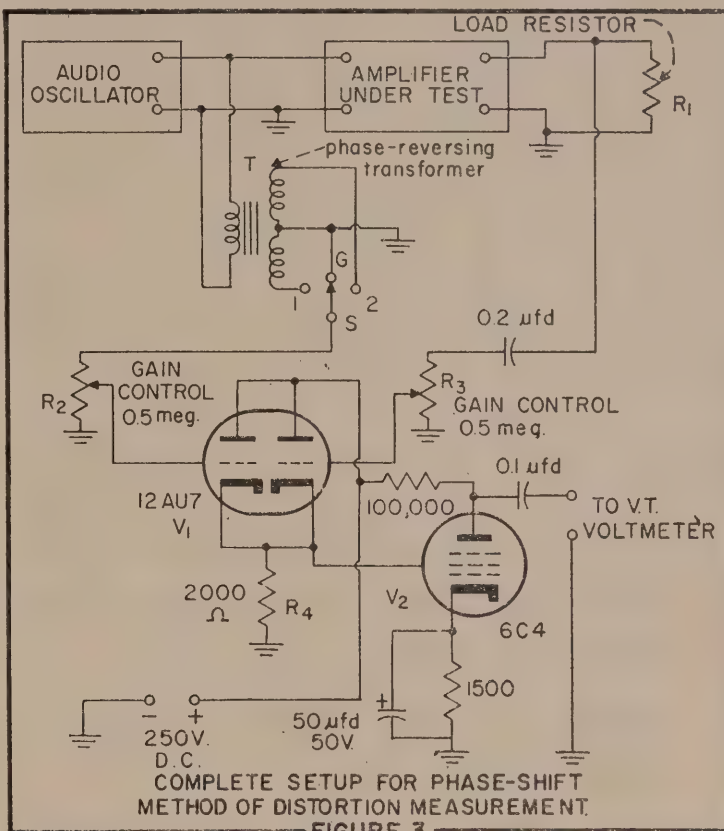 LOAD RESISTOR
AUDIO
OSCILLATOR
AMPLIFIER
UNDER TEST
R1
phase-reversing
transformer
T
G
1
2
S
0.2 µfd
GAIN
CONTROL
0.5 meg.
R2
R3
GAIN CONTROL
0.5 meg.
0.1 µfd
12AU7
V1
100,000
TO V.T.
VOLTMETER
2000
Ω
R4
V2
6C4
1500
+
- +
250V.
D.C.
50 µfd
50V.
COMPLETE SETUP FOR PHASE-SHIFT
METHOD OF DISTORTION MEASUREMENT.
FIGURE 3